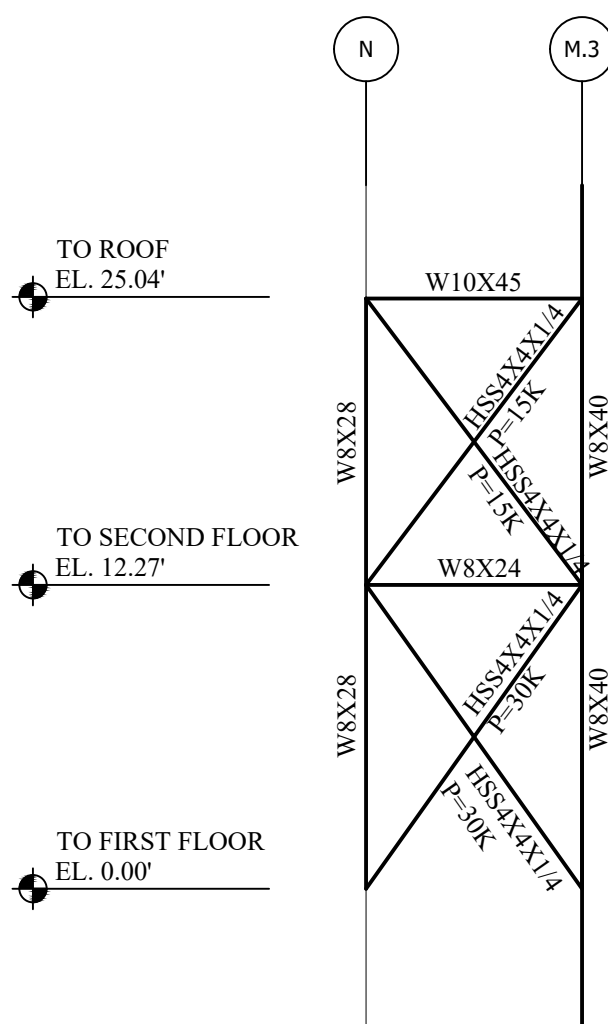 N
M.3
TO ROOF
EL. 25.04'
W10X45
HSS4X4X1/4
P=15K
W8X28
W8X40
HSS4X4X1/4
P=15K
TO SECOND FLOOR
EL. 12.27'
W8X24
HSS4X4X1/4
P=30K
W8X28
W8X40
HSS4X4X1/4
P=30K
TO FIRST FLOOR
EL. 0.00'